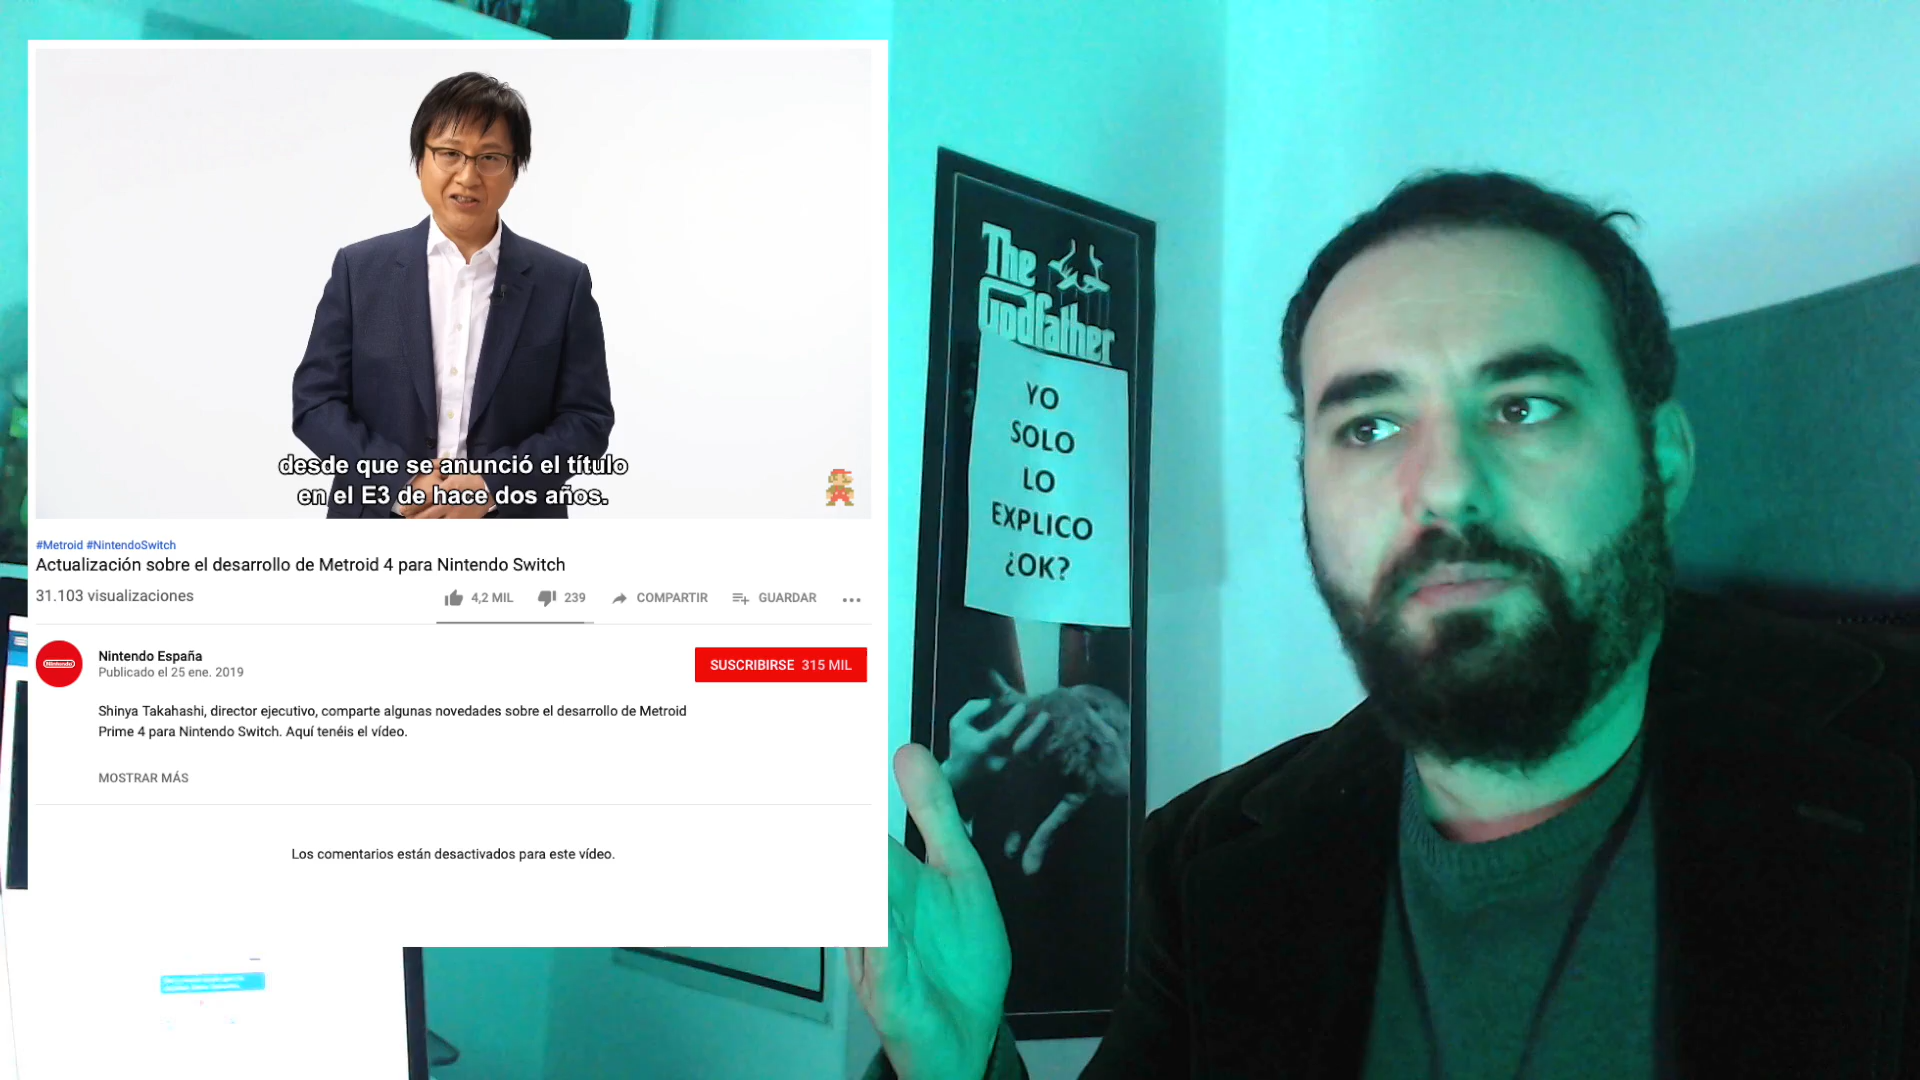 desde que se anunció el título
en el E3 de hace dos años.
#Metroid #NintendoSwitch
Actualización sobre el desarrollo de Metroid 4 para Nintendo Switch
31.103 visualizaciones
4,2 MIL
239
COMPARTIR
GUARDAR
Nintendo
Nintendo España
Publicado el 25 ene. 2019
SUSCRIBIRSE 315 MIL
Shinya Takahashi, director ejecutivo, comparte algunas novedades sobre el desarrollo de Metroid
Prime 4 para Nintendo Switch. Aquí tenéis el vídeo.
MOSTRAR MÁS
Los comentarios están desactivados para este vídeo.
The
Godfather
YO
SOLO
LO
EXPLICO
¿OK?